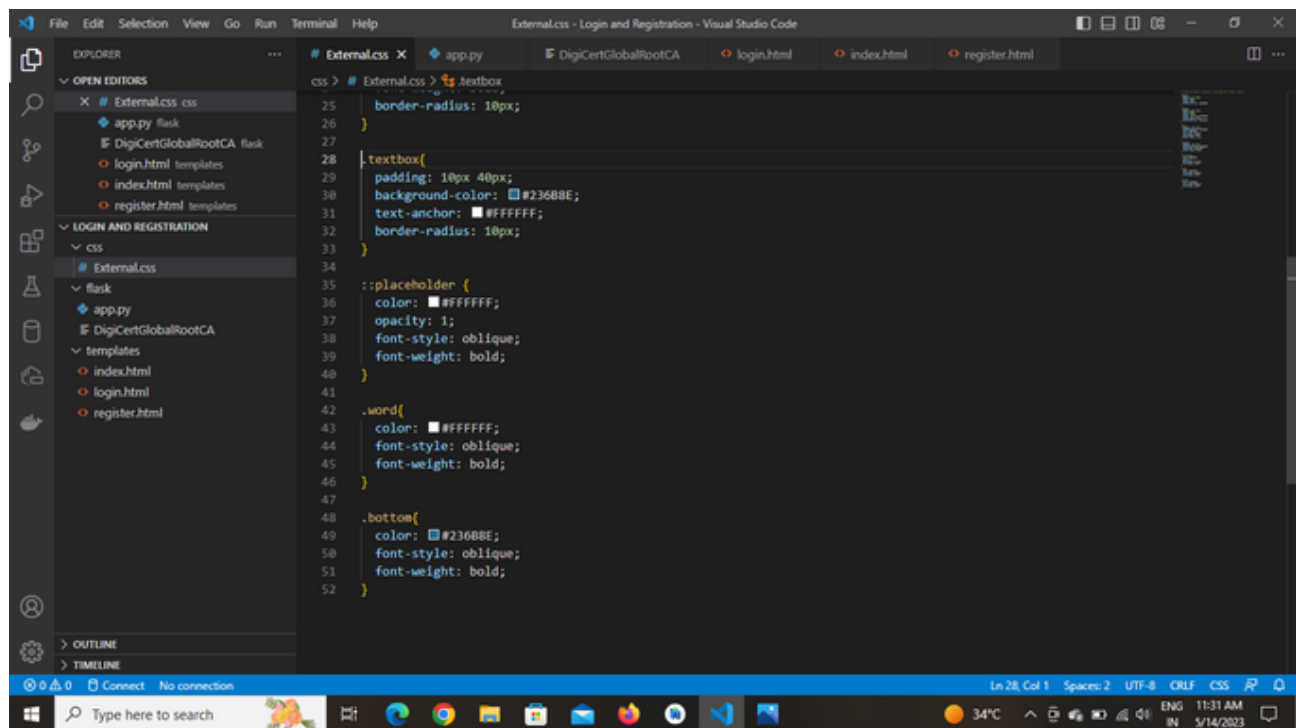 File Edit Selection View Go Run Terminal Help
External.css - Login and Registration - Visual Studio Code
EXPLORER
External.css
app.py
DigiCertGlobalRootCA
login.html
index.html
register.html
OPEN EDITORS
External.css css
app.py flask
DigiCertGlobalRootCA flask
login.html templates
index.html templates
register.html templates
LOGIN AND REGISTRATION
css
External.css
flask
app.py
DigiCertGlobalRootCA
templates
index.html
login.html
register.html
OUTLINE
TIMELINE
css > # External.css > .textbox
25 border-radius: 10px;
26 }
27
28 .textbox{
29 padding: 10px 40px;
30 background-color: #236B8E;
31 text-anchor: #FFFFFF;
32 border-radius: 10px;
33 }
34
35 ::placeholder {
36 color: #FFFFFF;
37 opacity: 1;
38 font-style: oblique;
39 font-weight: bold;
40 }
41
42 .word{
43 color: #FFFFFF;
44 font-style: oblique;
45 font-weight: bold;
46 }
47
48 .bottom{
49 color: #236B8E;
50 font-style: oblique;
51 font-weight: bold;
52 }
0 0 Connect No connection
Ln 28, Col 1 Spaces: 2 UTF-8 CRLF CSS
Type here to search
34°C
ENG
IN
11:31 AM
5/14/2023